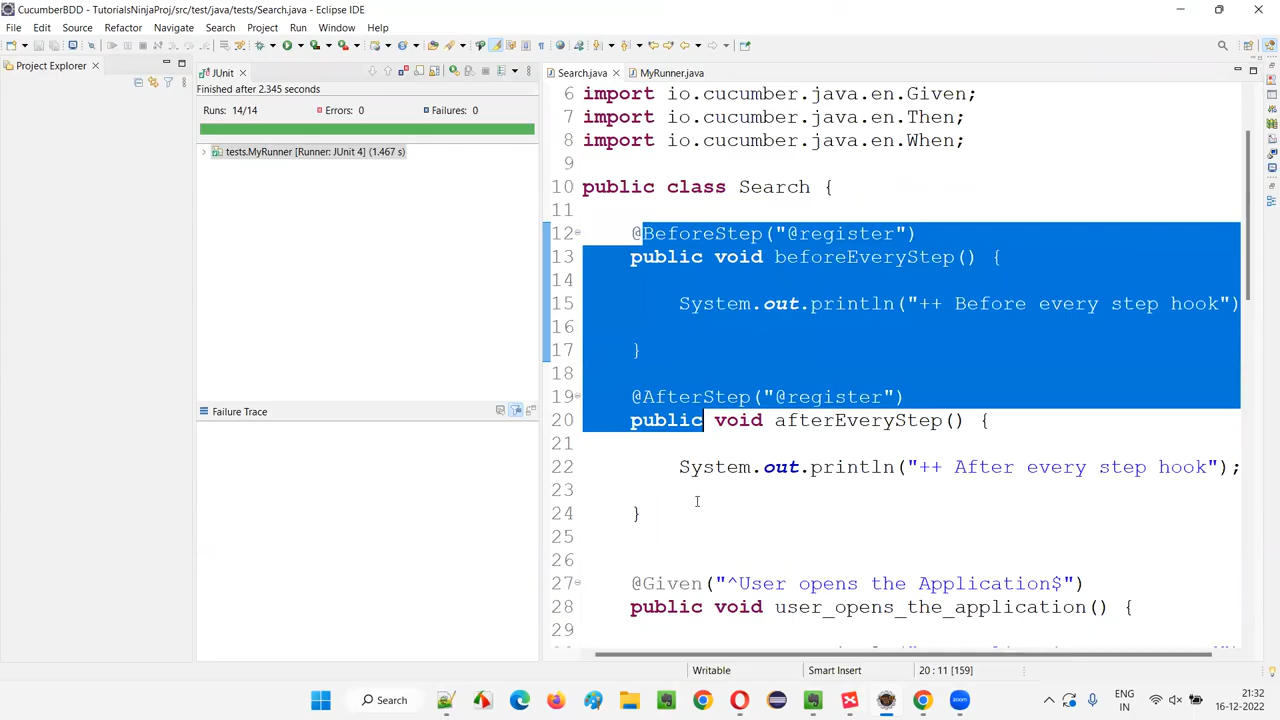 CucumberBDD - TutorialsNinjaProj/src/test/java/tests/Search.java - Eclipse IDE
File Edit Source Refactor Navigate Search Project Run Window Help
Project Explorer
JUnit
Finished after 2.345 seconds
Runs: 14/14 Errors: 0 Failures: 0
tests.MyRunner [Runner: JUnit 4] (1.467 s)
Failure Trace
Search.java MyRunner.java
6 import io.cucumber.java.en.Given;
7 import io.cucumber.java.en.Then;
8 import io.cucumber.java.en.When;
9
10 public class Search {
11
12 @BeforeStep("@register")
13 public void beforeEveryStep() {
14
15 System.out.println("++ Before every step hook")
16
17 }
18
19 @AfterStep("@register")
20 public void afterEveryStep() {
21
22 System.out.println("++ After every step hook");
23
24 }
25
26
27 @Given("^User opens the Application$")
28 public void user_opens_the_application() {
29
Writable Smart Insert 20 : 11 [159]
Search
ENG
IN
21:32
16-12-2022